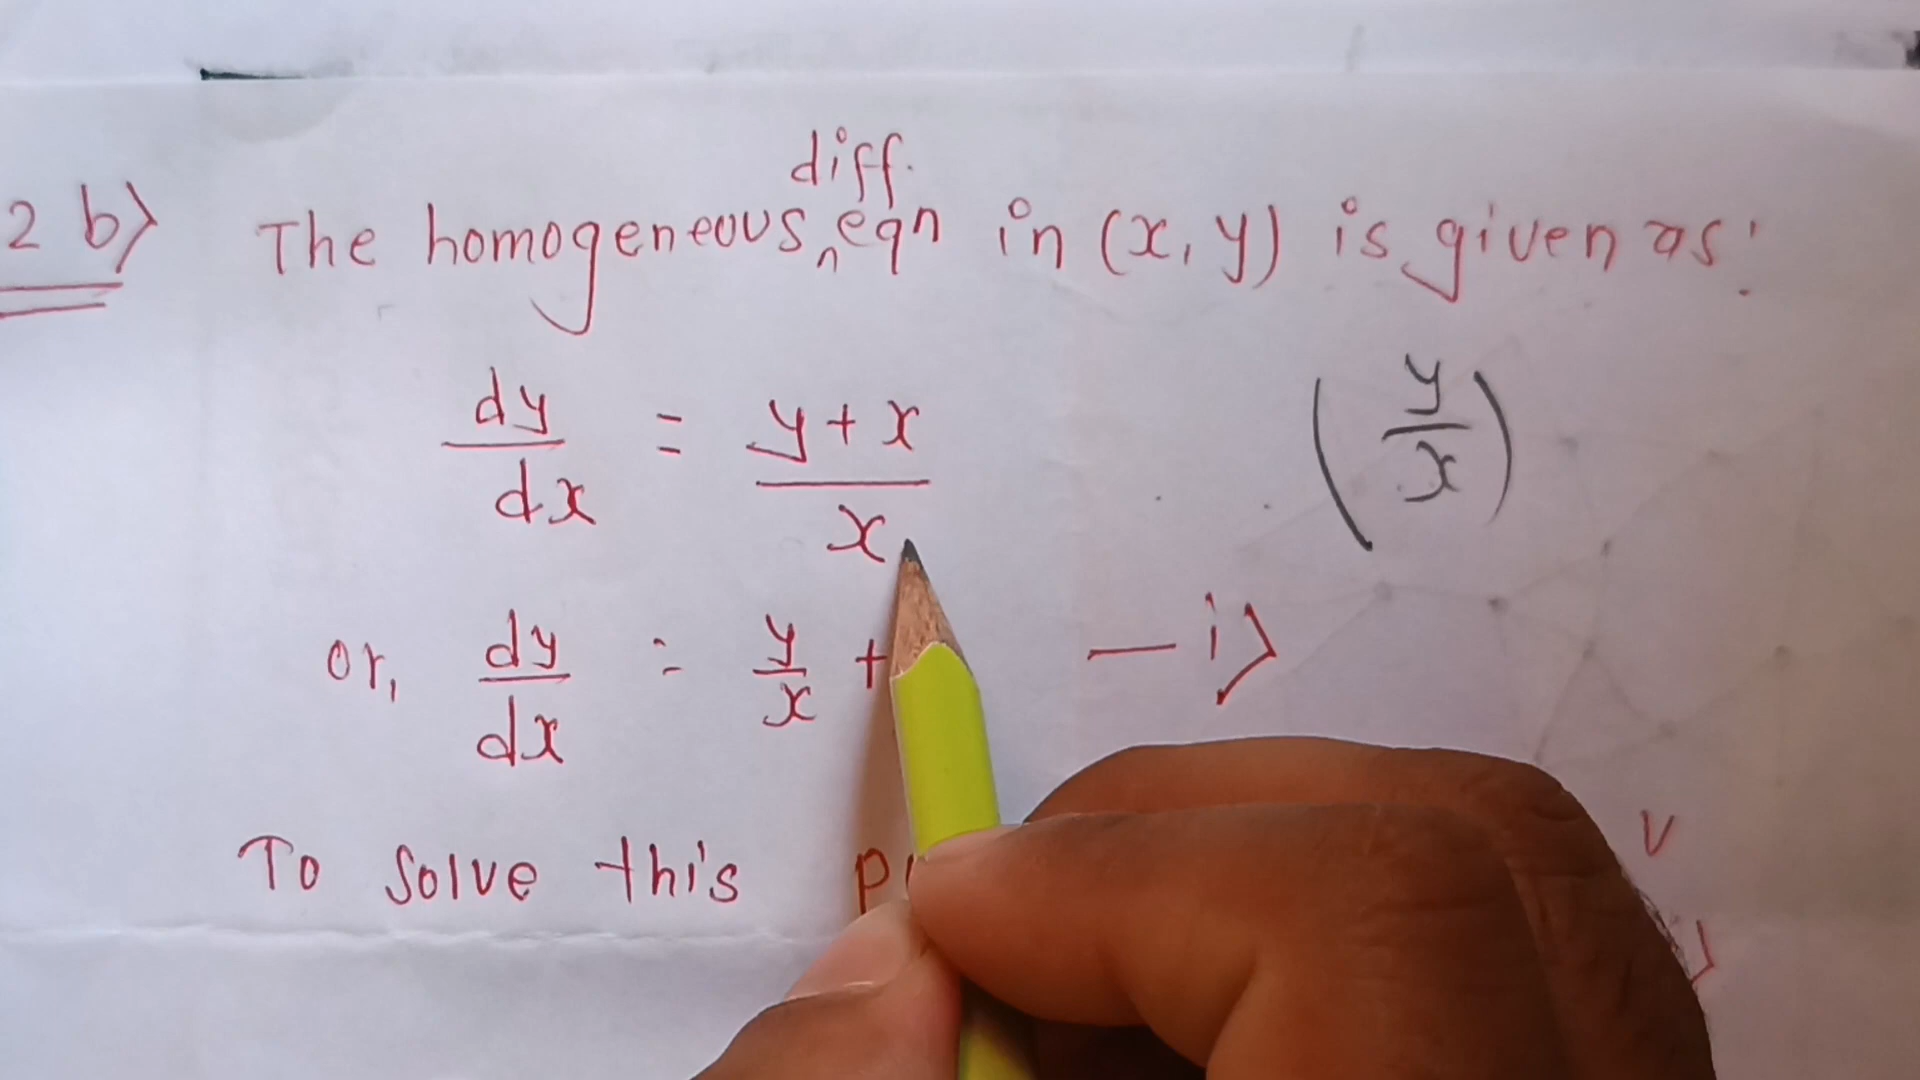 diff.
2 b) The homogeneous eqn in (x, y) is given as:
dy/dx = y + x / x
(y/x)
or, dy/dx = y/x + — i)
To solve this
v